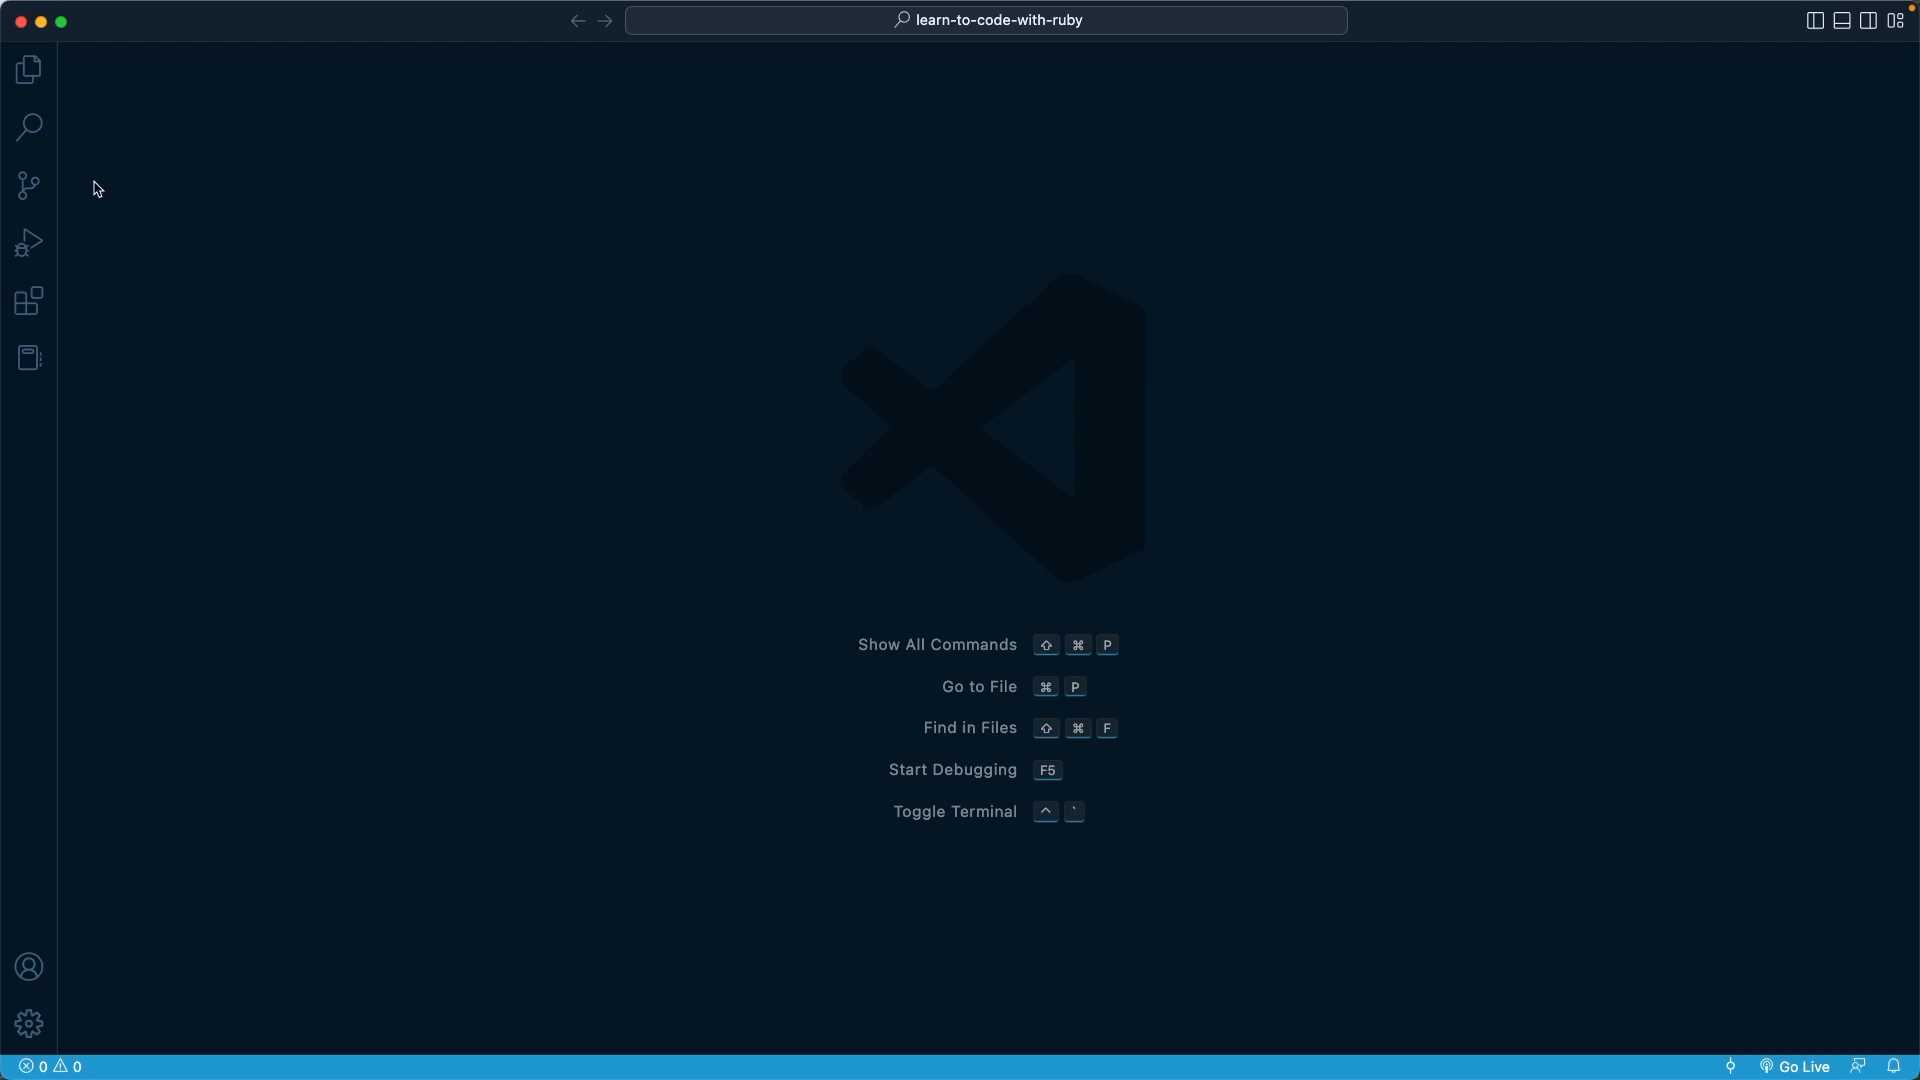 learn-to-code-with-ruby
Show All Commands ⇧ ⌘ P
Go to File ⌘ P
Find in Files ⇧ ⌘ F
Start Debugging F5
Toggle Terminal ^ `
0 0 Go Live